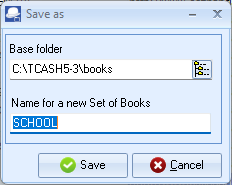 Save as
Base folder
C:\TCASH5-3\books
Name for a new Set of Books
SCHOOL
Save
Cancel